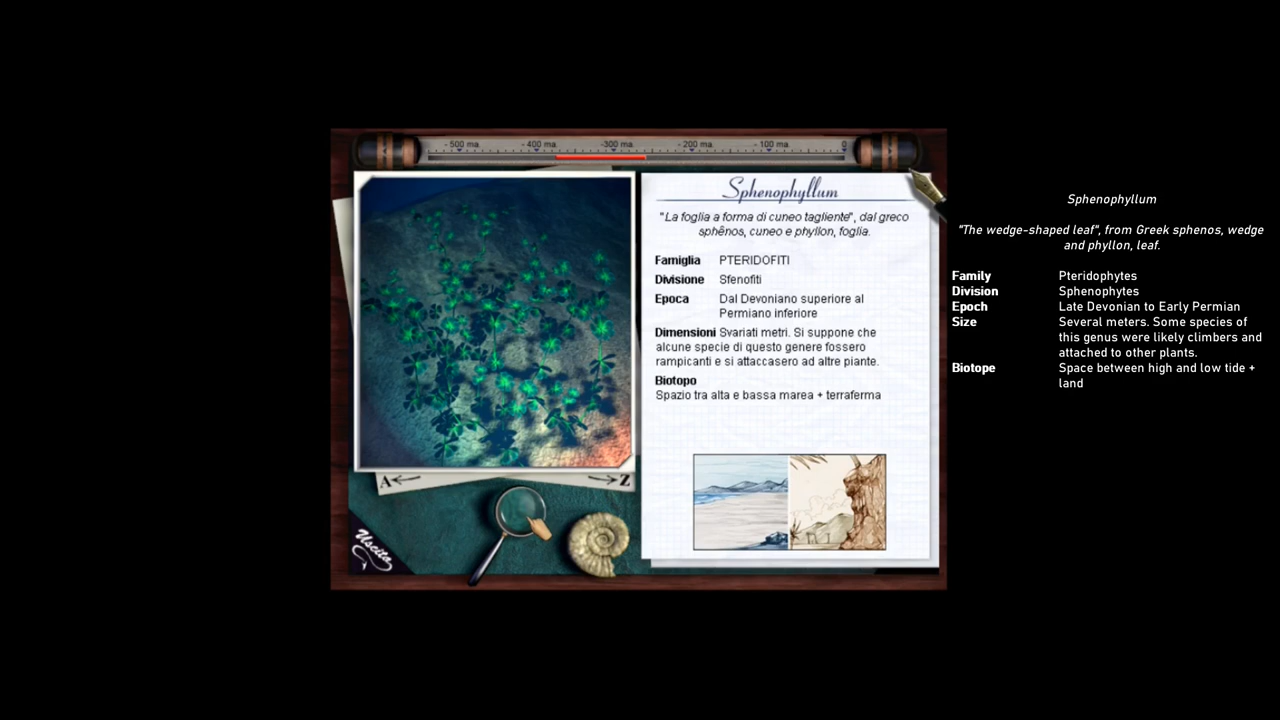 - 500 ma.
- 400 ma.
-300 ma.
- 200 ma.
- 100 ma.
0
Sphenophyllum
"La foglia a forma di cuneo tagliente", dal greco
sphênos, cuneo e phyllon, foglia.
Famiglia PTERIDOFITI
Divisione Sfenofiti
Epoca Dal Devoniano superiore al
Permiano inferiore
Dimensioni Svariati metri. Si suppone che
alcune specie di questo genere fossero
rampicanti e si attaccasero ad altre piante.
Biotopo
Spazio tra alta e bassa marea + terraferma
A
Z
Uscita
Sphenophyllum
"The wedge-shaped leaf", from Greek sphenos, wedge
and phyllon, leaf.
Family Pteridophytes
Division Sphenophytes
Epoch Late Devonian to Early Permian
Size Several meters. Some species of
this genus were likely climbers and
attached to other plants.
Biotope Space between high and low tide +
land